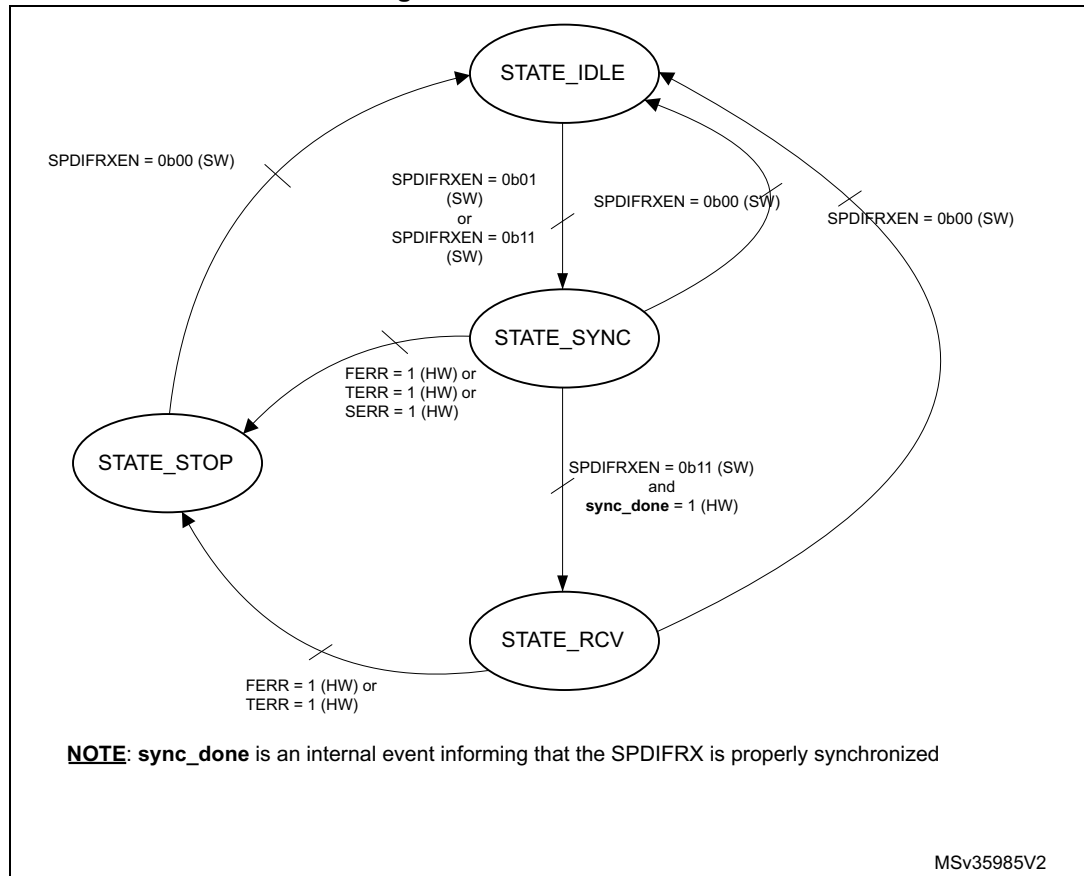 STATE_IDLE
SPDIFRXEN = 0b00 (SW)
SPDIFRXEN = 0b01
(SW)
or
SPDIFRXEN = 0b11
(SW)
SPDIFRXEN = 0b00 (SW)
SPDIFRXEN = 0b00 (SW)
STATE_SYNC
FERR = 1 (HW) or
TERR = 1 (HW) or
SERR = 1 (HW)
STATE_STOP
SPDIFRXEN = 0b11 (SW)
and
sync_done = 1 (HW)
STATE_RCV
FERR = 1 (HW) or
TERR = 1 (HW)
NOTE: sync_done is an internal event informing that the SPDIFRX is properly synchronized
MSv35985V2